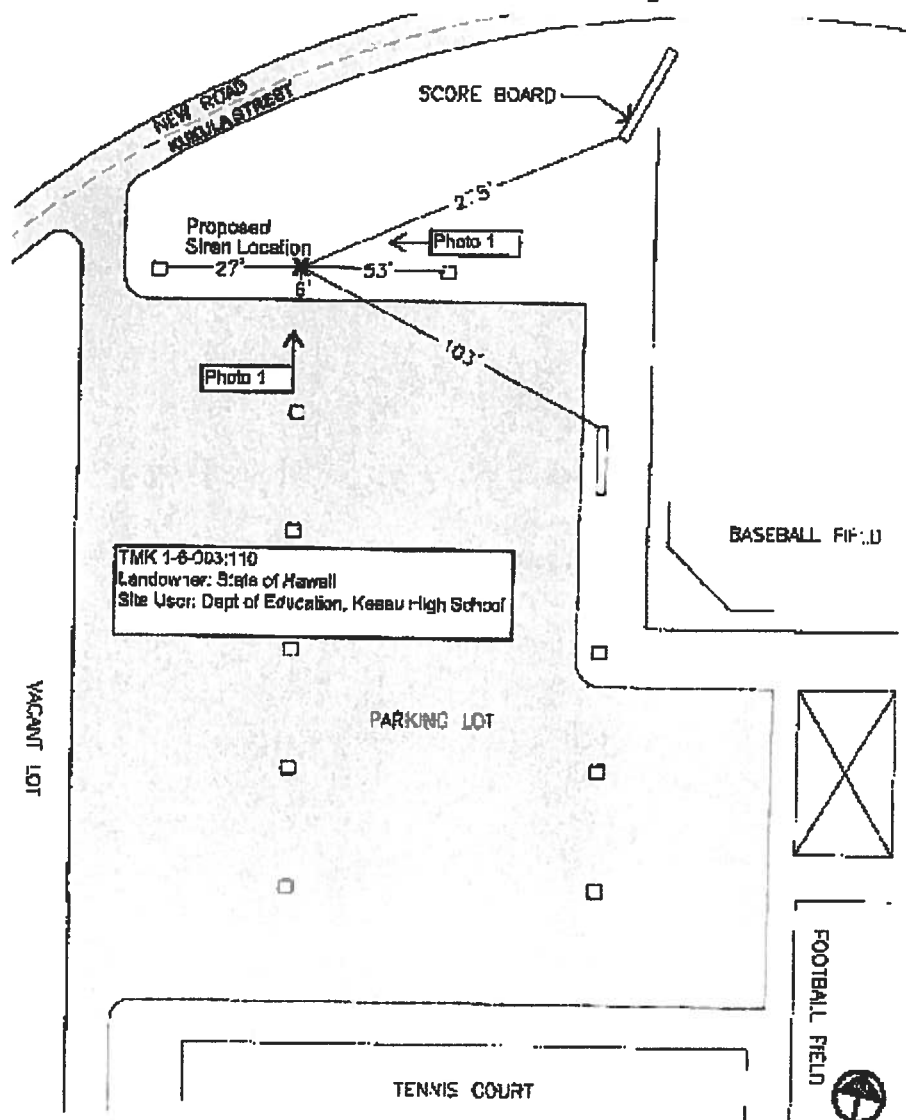 NEW ROAD
KUKULA STREET
SCORE BOARD
Proposed
Siren Location
Photo 1
27'
53'
6'
103'
Photo 1
BASEBALL FIELD
TMK 1-6-003:110
Landowner: State of Hawaii
Site User: Dept of Education, Keaau High School
VACANT LOT
PARKING LOT
FOOTBALL FIELD
TENNIS COURT